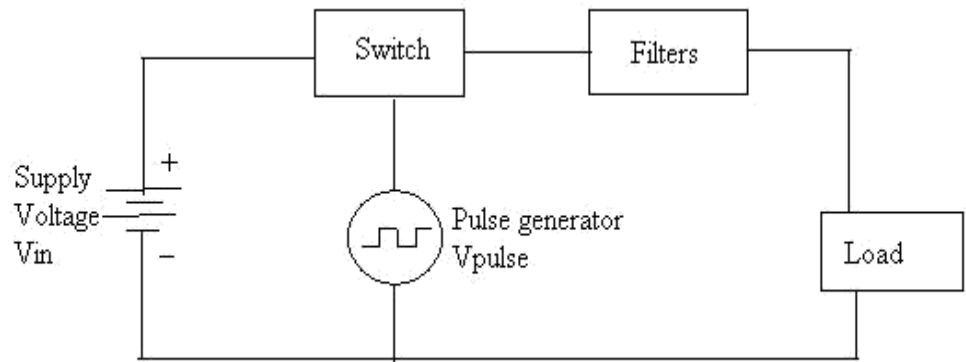 Switch
Filters
+
Supply
Voltage
Vin
−
Pulse generator
Vpulse
Load